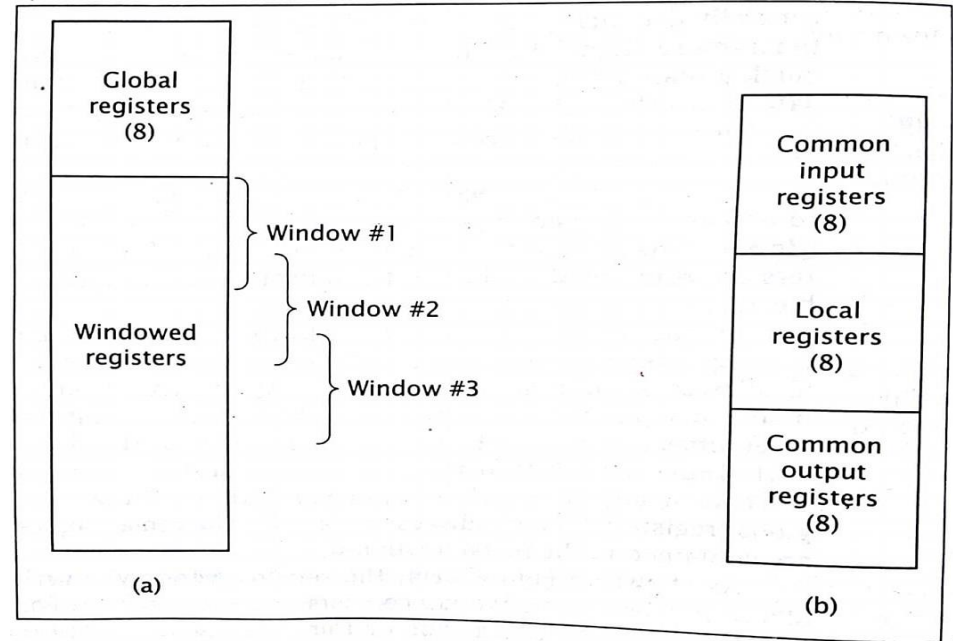 Global
registers
(8)
Window #1
Window #2
Windowed
registers
Window #3
(a)
Common
input
registers
(8)
Local
registers
(8)
Common
output
registers
(8)
(b)